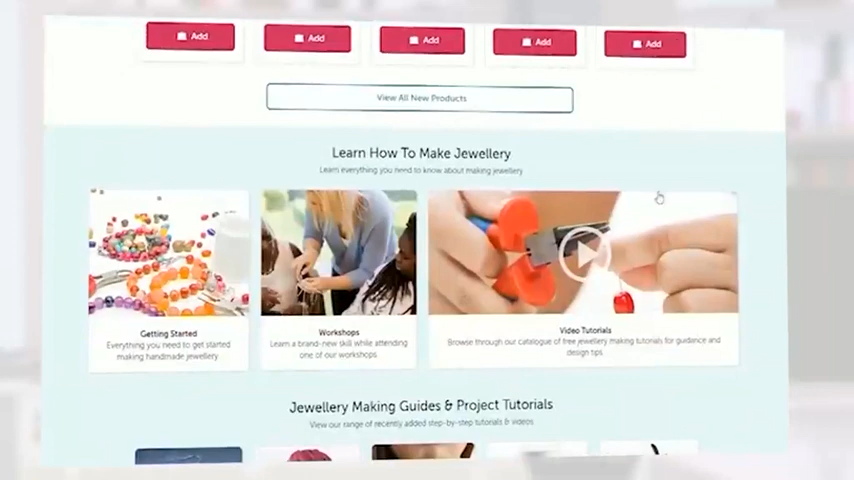 Add Add Add Add Add
View All New Products
Learn How To Make Jewellery
Learn everything you need to know about making jewellery
Getting Started
Everything you need to get started
making handmade jewellery
Workshops
Learn a brand-new skill while attending
one of our workshops
Video Tutorials
Browse through our catalogue of free jewellery making tutorials for guidance and
design tips
Jewellery Making Guides & Project Tutorials
View our range of recently added step-by-step tutorials & videos